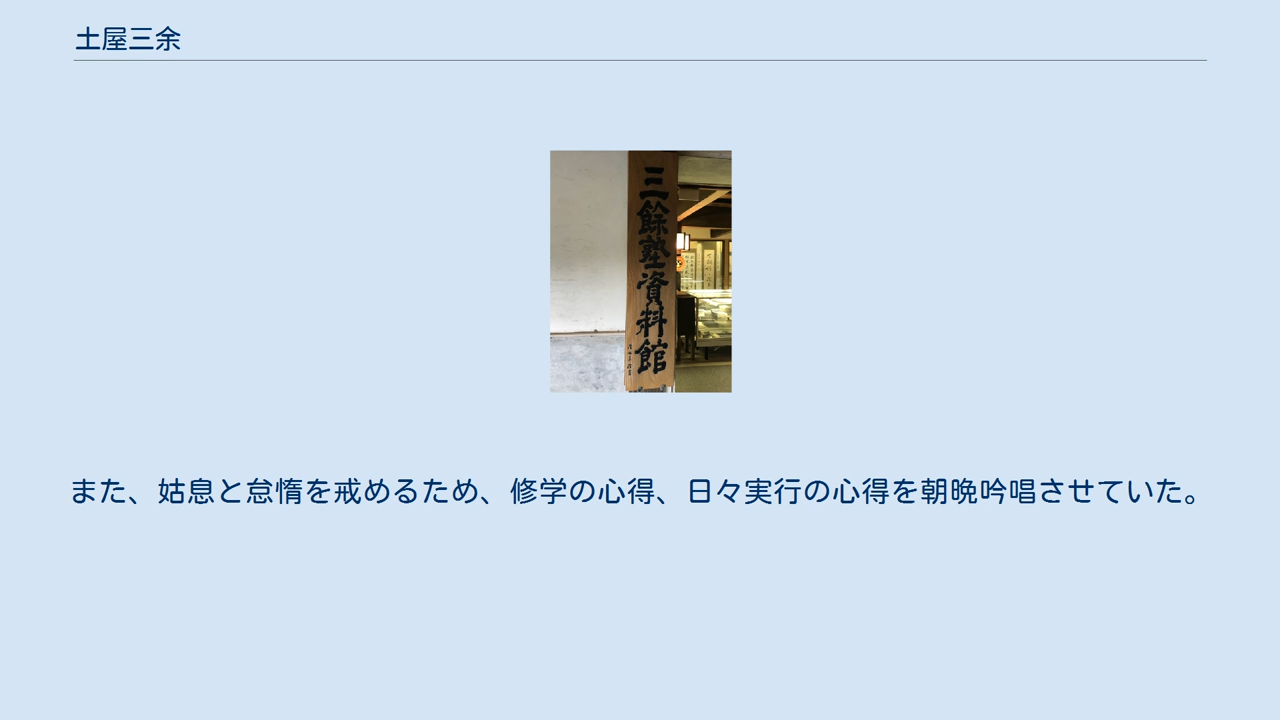 土屋三余
三餘塾資料館
また、姑息と怠惰を戒めるため、修学の心得、日々実行の心得を朝晩吟唱させていた。